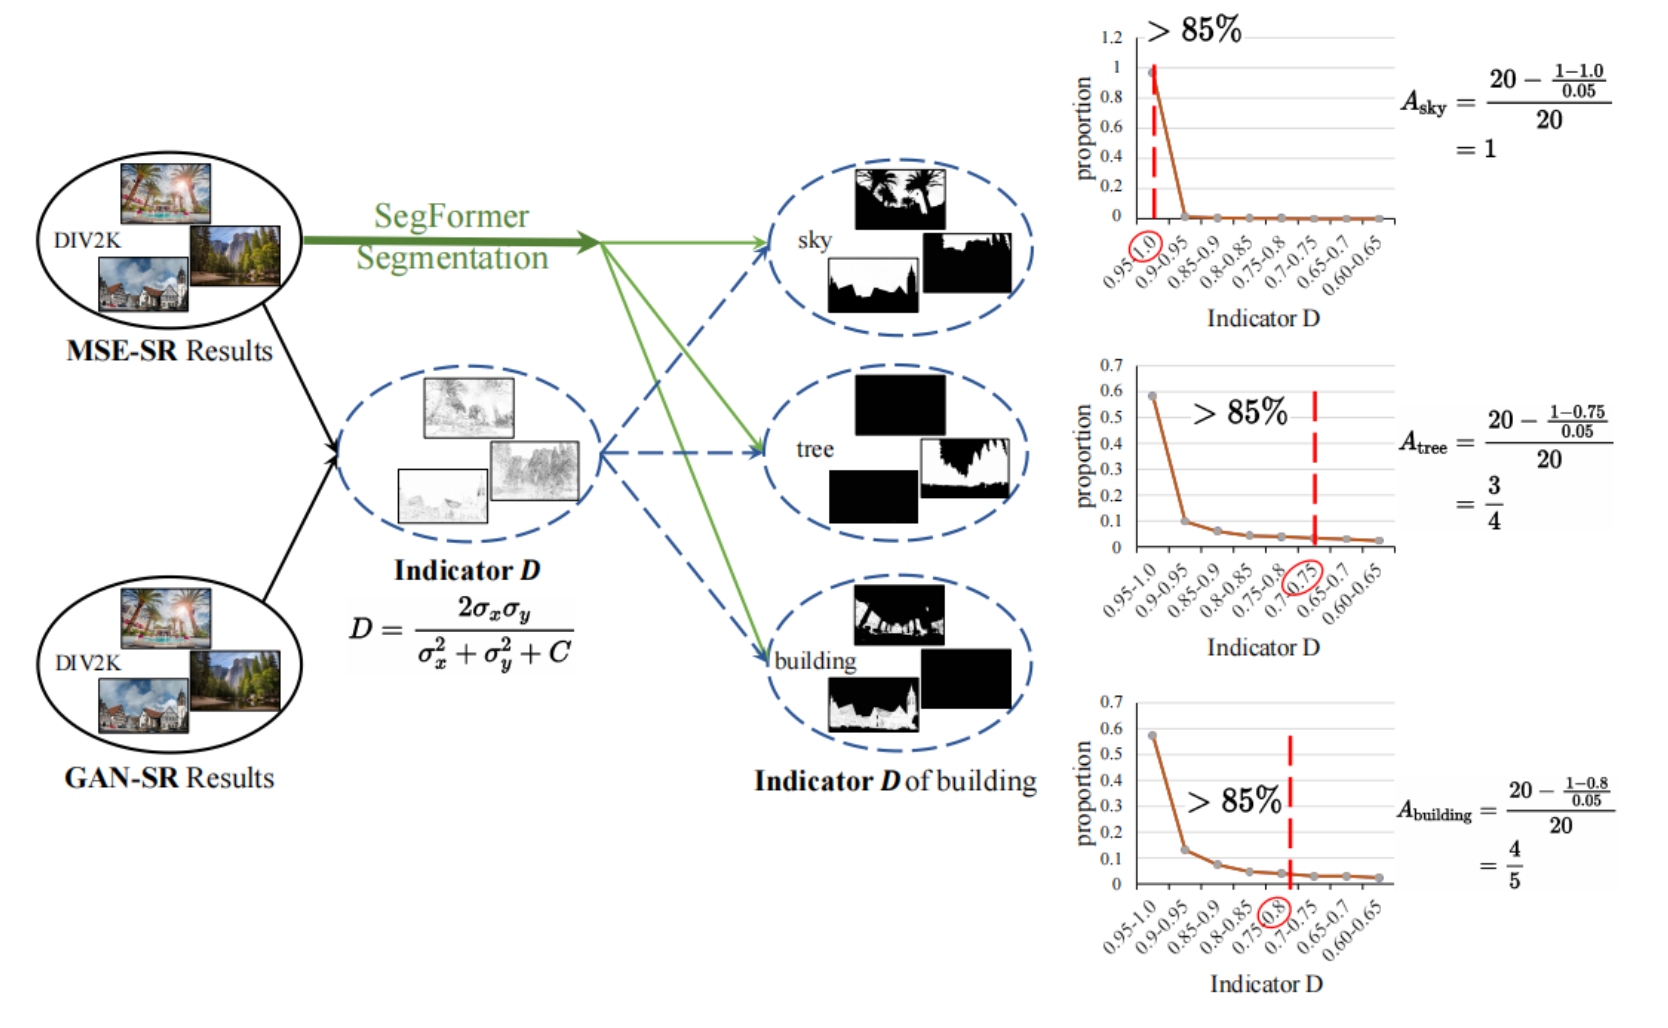 DIV2K
MSE-SR Results
SegFormer
Segmentation
DIV2K
GAN-SR Results
Indicator D
D = \frac{2σ_xσ_y}{σ_x^2 + σ_y^2 + C}
sky
tree
building
Indicator D of building
> 85%
1.2
1
0.8
0.6
0.4
0.2
0
proportion
0.95-1.0
0.9-0.95
0.85-0.9
0.8-0.85
0.75-0.8
0.7-0.75
0.65-0.7
0.60-0.65
Indicator D
A_{sky} = \frac{20 - \frac{1-1.0}{0.05}}{20}
= 1
> 85%
0.7
0.6
0.5
0.4
0.3
0.2
0.1
0
proportion
0.95-1.0
0.9-0.95
0.85-0.9
0.8-0.85
0.75-0.8
0.7-0.75
0.65-0.7
0.60-0.65
Indicator D
A_{tree} = \frac{20 - \frac{1-0.75}{0.05}}{20}
= \frac{3}{4}
> 85%
0.7
0.6
0.5
0.4
0.3
0.2
0.1
0
proportion
0.95-1.0
0.9-0.95
0.85-0.9
0.8-0.85
0.75-0.8
0.7-0.75
0.65-0.7
0.60-0.65
Indicator D
A_{building} = \frac{20 - \frac{1-0.8}{0.05}}{20}
= \frac{4}{5}